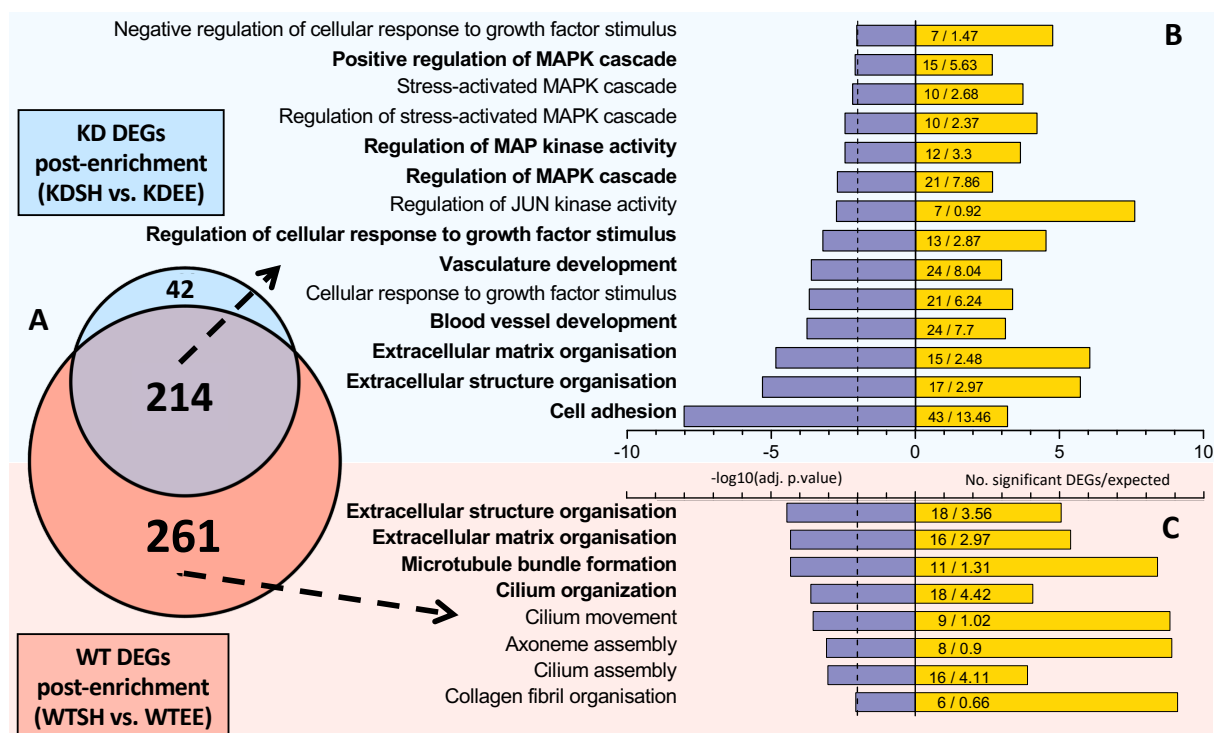 B
Negative regulation of cellular response to growth factor stimulus
7 / 1.47
Positive regulation of MAPK cascade
15 / 5.63
Stress-activated MAPK cascade
10 / 2.68
Regulation of stress-activated MAPK cascade
10 / 2.37
Regulation of MAP kinase activity
12 / 3.3
Regulation of MAPK cascade
21 / 7.86
Regulation of JUN kinase activity
7 / 0.92
Regulation of cellular response to growth factor stimulus
13 / 2.87
Vasculature development
24 / 8.04
Cellular response to growth factor stimulus
21 / 6.24
Blood vessel development
24 / 7.7
Extracellular matrix organisation
15 / 2.48
Extracellular structure organisation
17 / 2.97
Cell adhesion
43 / 13.46
-10 -5 0 5 10
-log10(adj. p.value)
No. significant DEGs/expected
KD DEGs
post-enrichment
(KDSH vs. KDEE)
A
42
214
261
WT DEGs
post-enrichment
(WTSH vs. WTEE)
C
Extracellular structure organisation
18 / 3.56
Extracellular matrix organisation
16 / 2.97
Microtubule bundle formation
11 / 1.31
Cilium organization
18 / 4.42
Cilium movement
9 / 1.02
Axoneme assembly
8 / 0.9
Cilium assembly
16 / 4.11
Collagen fibril organisation
6 / 0.66